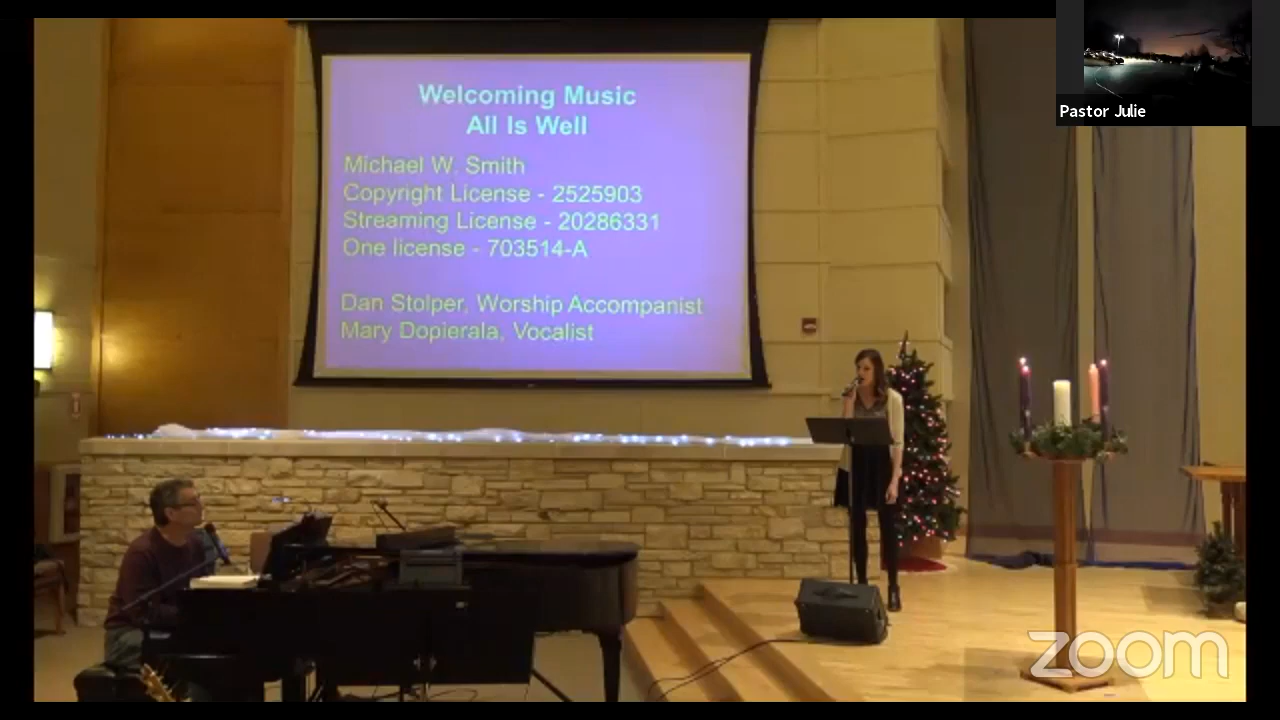 Welcoming Music
All Is Well
Michael W. Smith
Copyright License - 2525903
Streaming License - 20286331
One license - 703514-A
Dan Stolper, Worship Accompanist
Mary Dopierala, Vocalist
Pastor Julie
zoom